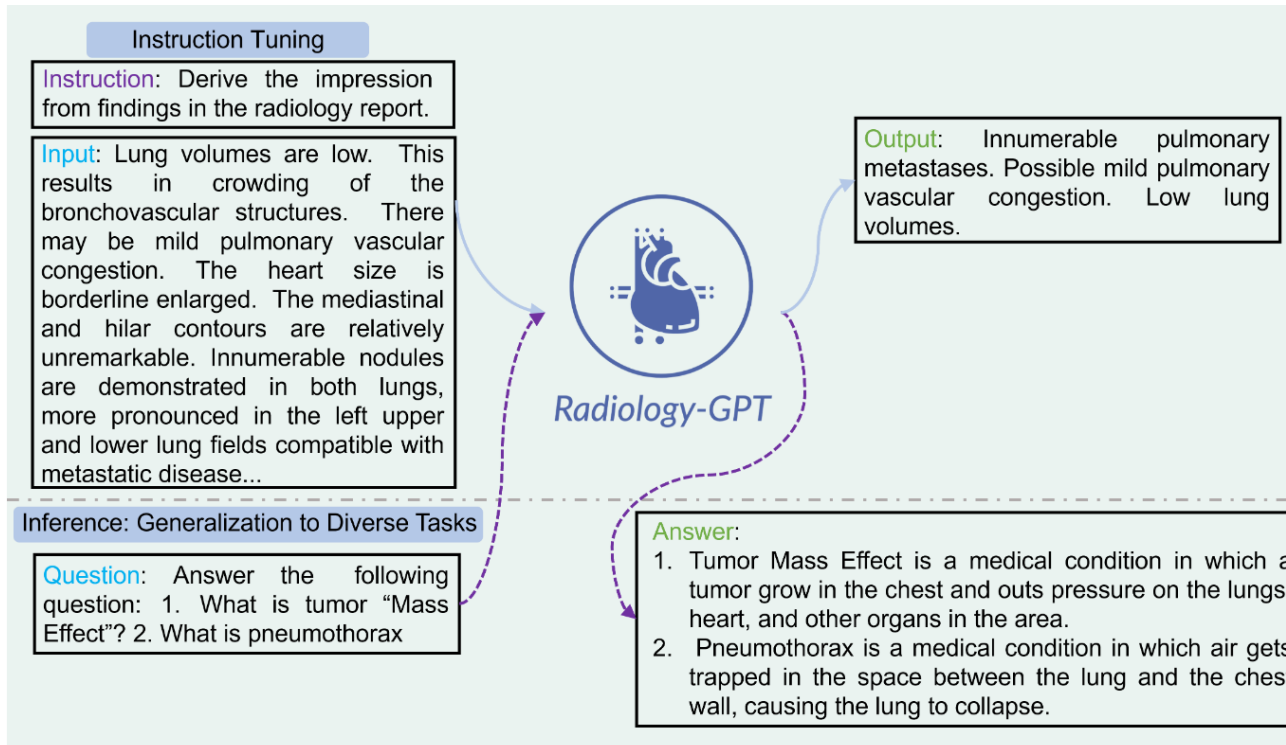 Instruction Tuning
Instruction: Derive the impression
from findings in the radiology report.
Input: Lung volumes are low. This
results in crowding of the
bronchovascular structures. There
may be mild pulmonary vascular
congestion. The heart size is
borderline enlarged. The mediastinal
and hilar contours are relatively
unremarkable. Innumerable nodules
are demonstrated in both lungs,
more pronounced in the left upper
and lower lung fields compatible with
metastatic disease...
Output: Innumerable pulmonary
metastases. Possible mild pulmonary
vascular congestion. Low lung
volumes.
Radiology-GPT
Inference: Generalization to Diverse Tasks
Question: Answer the following
question: 1. What is tumor “Mass
Effect”? 2. What is pneumothorax
Answer:
1. Tumor Mass Effect is a medical condition in which a
tumor grow in the chest and outs pressure on the lungs
heart, and other organs in the area.
2. Pneumothorax is a medical condition in which air gets
trapped in the space between the lung and the ches
wall, causing the lung to collapse.